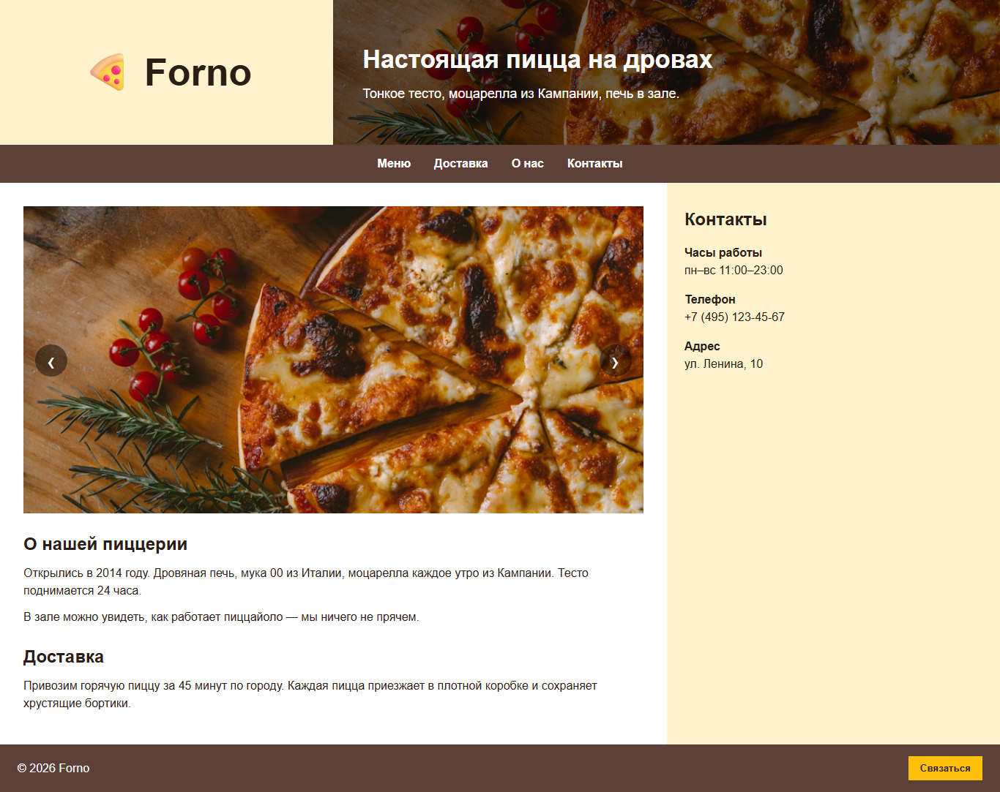 Forno
Настоящая пицца на дровах
Тонкое тесто, моцарелла из Кампании, печь в зале.
Меню Доставка О нас Контакты
❮ ❯
О нашей пиццерии
Открылись в 2014 году. Дровяная печь, мука 00 из Италии, моцарелла каждое утро из Кампании. Тесто
поднимается 24 часа.
В зале можно увидеть, как работает пиццайоло — мы ничего не прячем.
Доставка
Привозим горячую пиццу за 45 минут по городу. Каждая пицца приезжает в плотной коробке и сохраняет
хрустящие бортики.
Контакты
Часы работы
пн–вс 11:00–23:00
Телефон
+7 (495) 123-45-67
Адрес
ул. Ленина, 10
© 2026 Forno
Связаться